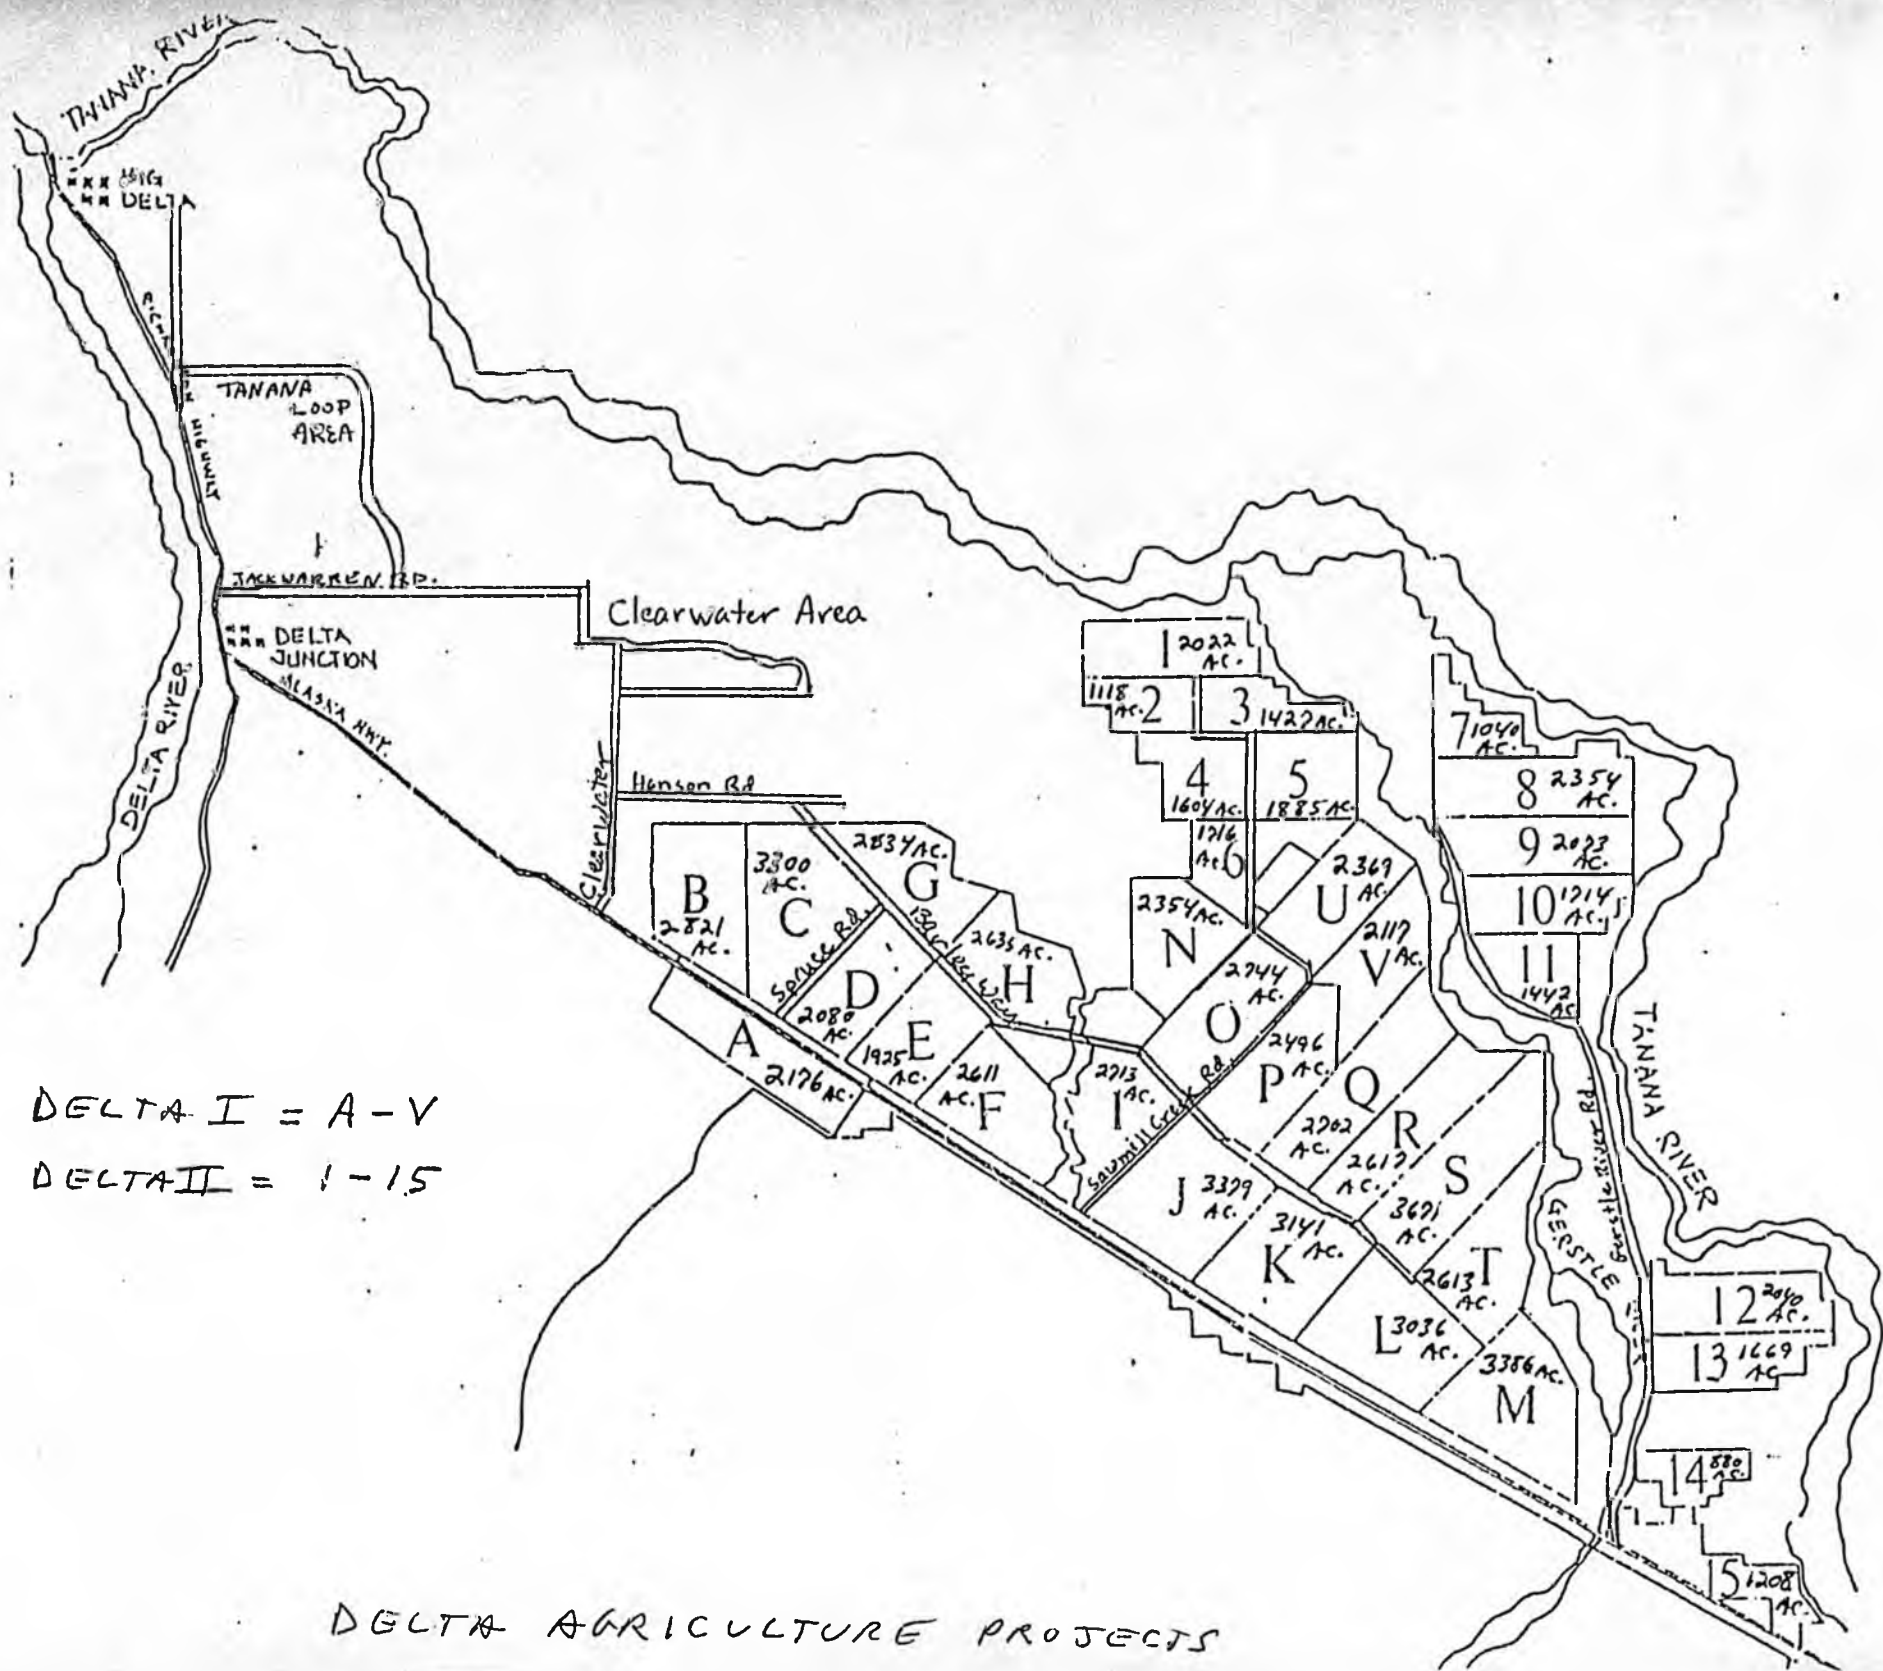 TANANA RIVER
BIG
DELTA
RICHARDSON HIGHWAY
TANANA
LOOP
AREA
JACK WARREN RD.
Clearwater Area
DELTA
JUNCTION
ALASKA HWY.
DELTA RIVER
Clearwater
Hanson Rd
1 2022
AC.
1118
AC. 2
3 1427 AC.
4
1604 AC.
5
1885 AC.
1716
AC. 6
7 1040
AC.
8 2354
AC.
9 2073
AC.
10 1714
AC.
11
1442
AC
B
2821
AC.
3300
AC.
C
2834 AC.
G
Spruce Rd.
2635 AC.
H
D
2080
AC.
E
1925
AC.
2611
AC. F
A
2176 AC.
2354 AC.
N
2369
AC.
U
2117
AC.
V
2744
AC.
O
2496
AC.
P
2713
AC.
I
Sawmill Creek Rd.
Q
2702
AC.
R
2617
AC.
S
3671
AC.
T
2613
AC.
J 3379
AC.
3141
AC.
K
L 3036
AC.
3386 AC.
M
Gerstle River Rd.
GERSTLE
TANANA RIVER
12 2040
AC.
13 1669
AC
14 880
AC.
15 1208
AC.
DELTA I = A-V
DELTA II = 1-15
DELTA AGRICULTURE PROJECTS